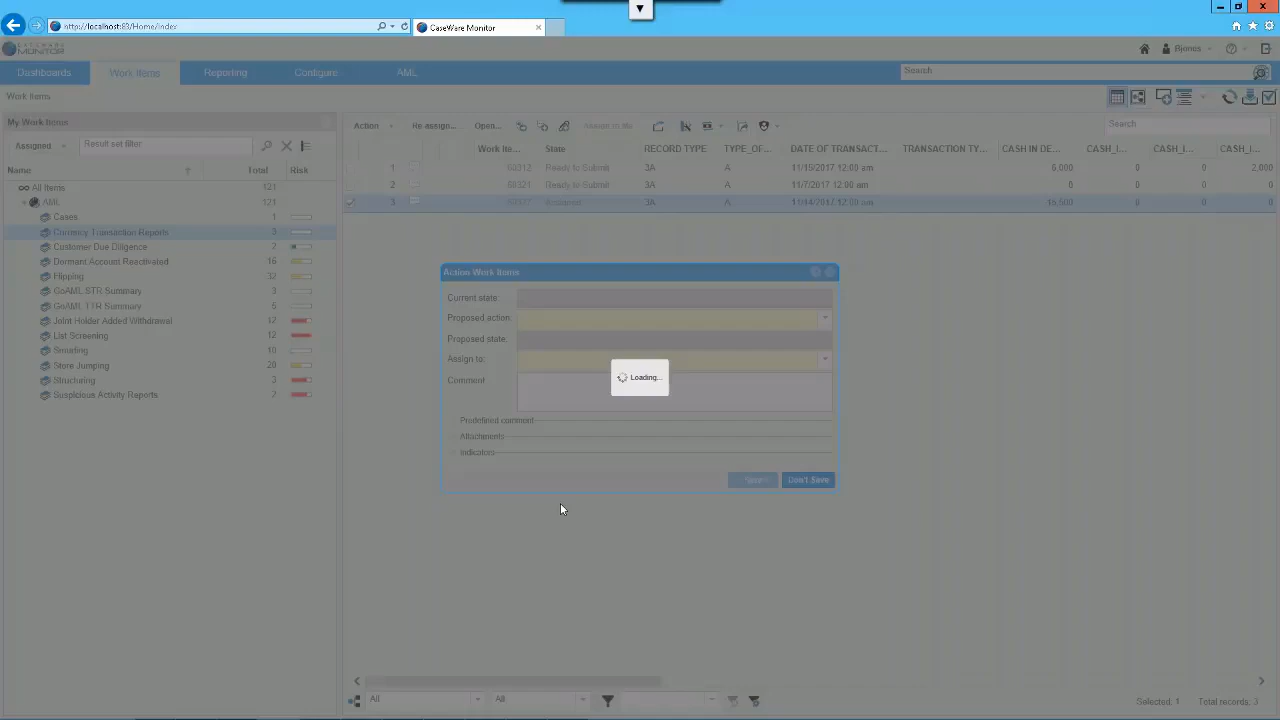 http://localhost:83/Home/Index
CaseWare Monitor
CASEWARE
MONITOR
Bjones
Dashboards Work Items Reporting Configure AML Search
Work Items
My Work Items
Assigned Result set filter
Action Re-assign... Open... Search
Name Total Risk
Work Ite... State RECORD TYPE TYPE_OF... DATE OF TRANSACT... TRANSACTION TY... CASH IN DE... CASH_I... CASH_I... CASH_I...
All Items 121
AML 121
Cases 1
Currency Transaction Reports 3
Customer Due Diligence 2
Dormant Account Reactivated 16
Flipping 32
GoAML STR Summary 3
GoAML TTR Summary
Joint Holder Added Withdrawal 12
List Screening 12
Smurfing 10
Store Jumping 20
Structuring 3
Suspicious Activity Reports
1 Ready to Submit 3A A 11/15/2017 12:00 am 0 0 2,000
2 Ready to Submit 3A A 11/7/2017 12:00 am 0 0 0 0
3 Assigned 3A A 11/14/2017 12:00 am 0 0 0
Action Work Items
Current state:
Proposed action:
Proposed state:
Assign to:
Comment
Loading...
Predefined comment
Attachments
Indicators
Save Don't Save
All All
Selected: 1 Total records: 3